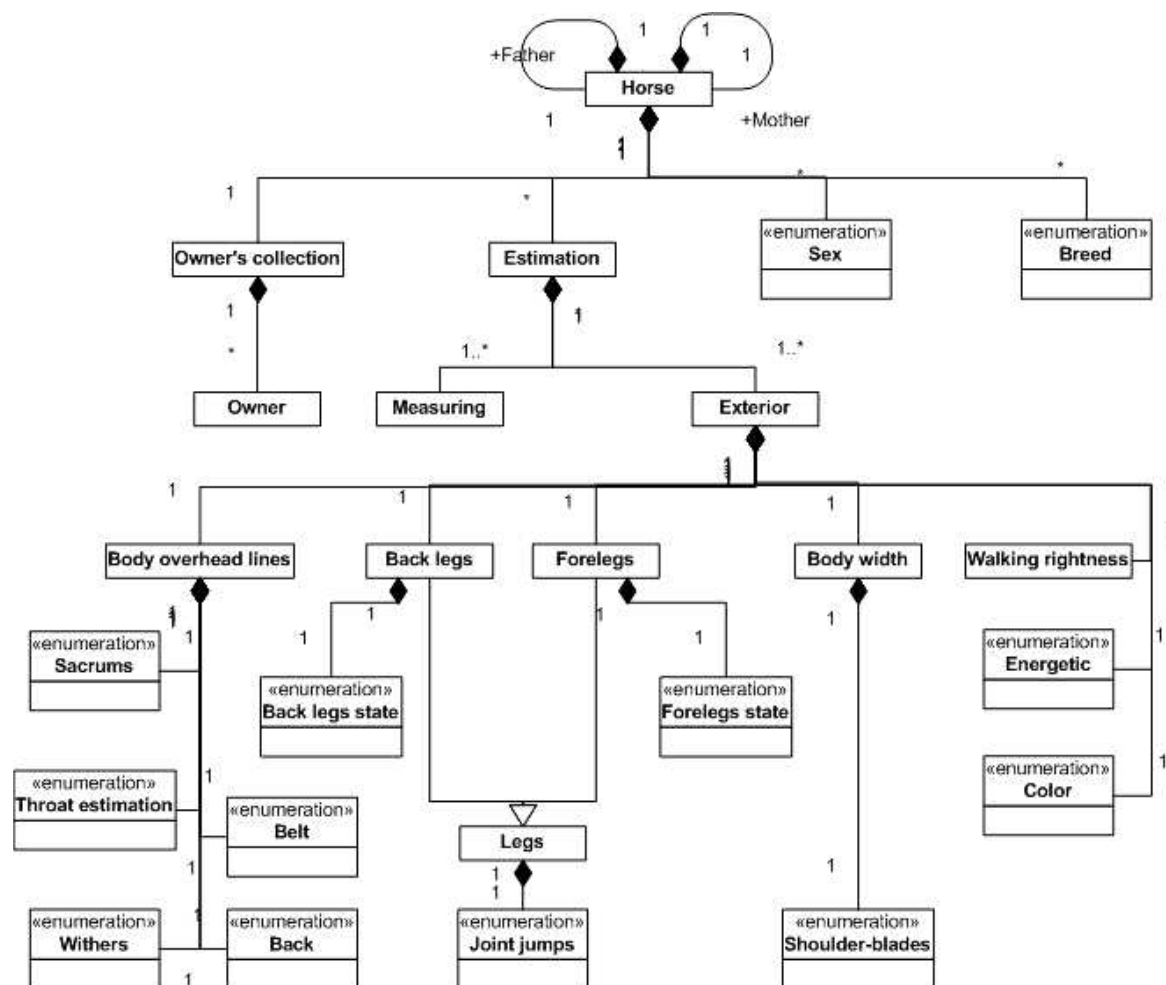 1 1
+Father 1
Horse
1 +Mother
1
1 * * *
«enumeration» «enumeration»
Owner's collection Estimation Sex Breed
1 1
* 1..* 1..*
Owner Measuring Exterior
1
1 1 1 1
Body overhead lines Back legs Forelegs Body width Walking rightness
1 1 1 1 1
«enumeration» 1 1 1
Sacrums
«enumeration»
Energetic
«enumeration» «enumeration»
Back legs state Forelegs state
1 1
«enumeration» «enumeration»
Throat estimation Color
«enumeration»
Belt
Legs
1 1 1
1
1
«enumeration» «enumeration» «enumeration» «enumeration»
Withers Back Joint jumps Shoulder-blades
1